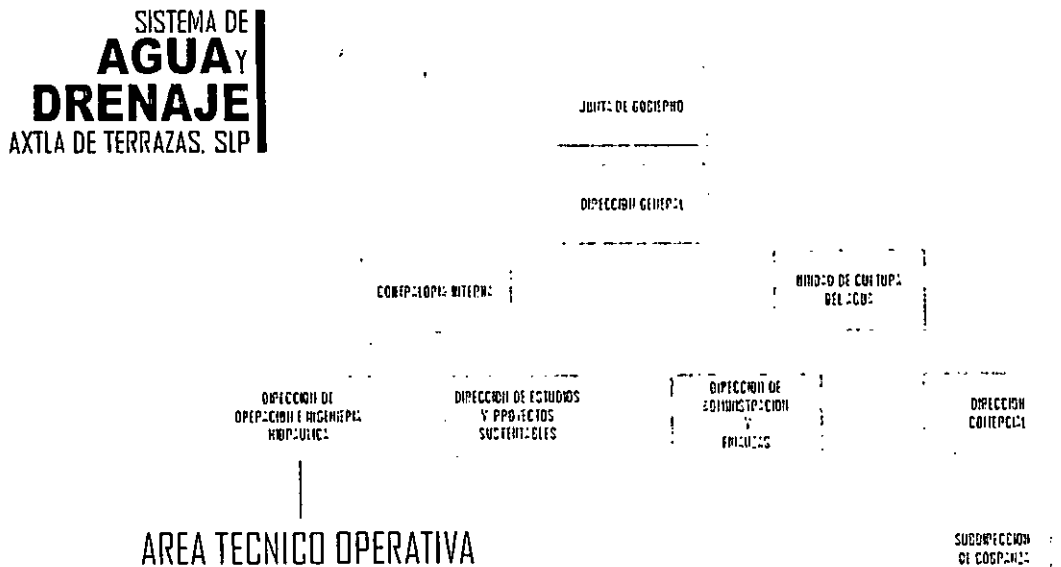 SISTEMA DE
AGUA Y
DRENAJE
AXTLA DE TERRAZAS, SLP
JUNTA DE GOBIERNO
DIRECCION GENERAL
CONTRALORIA INTERNA
UNIDAD DE CULTURA
DEL AGUA
DIRECCION DE
OPERACION E INGENIERIA
HIDRAULICA
DIRECCION DE ESTUDIOS
Y PROYECTOS
SUSTENTABLES
DIRECCION DE
ADMINISTRACION
Y
FINANZAS
DIRECCION
COMERCIAL
AREA TECNICO OPERATIVA
SUBDIRECCION
DE COBRANZA